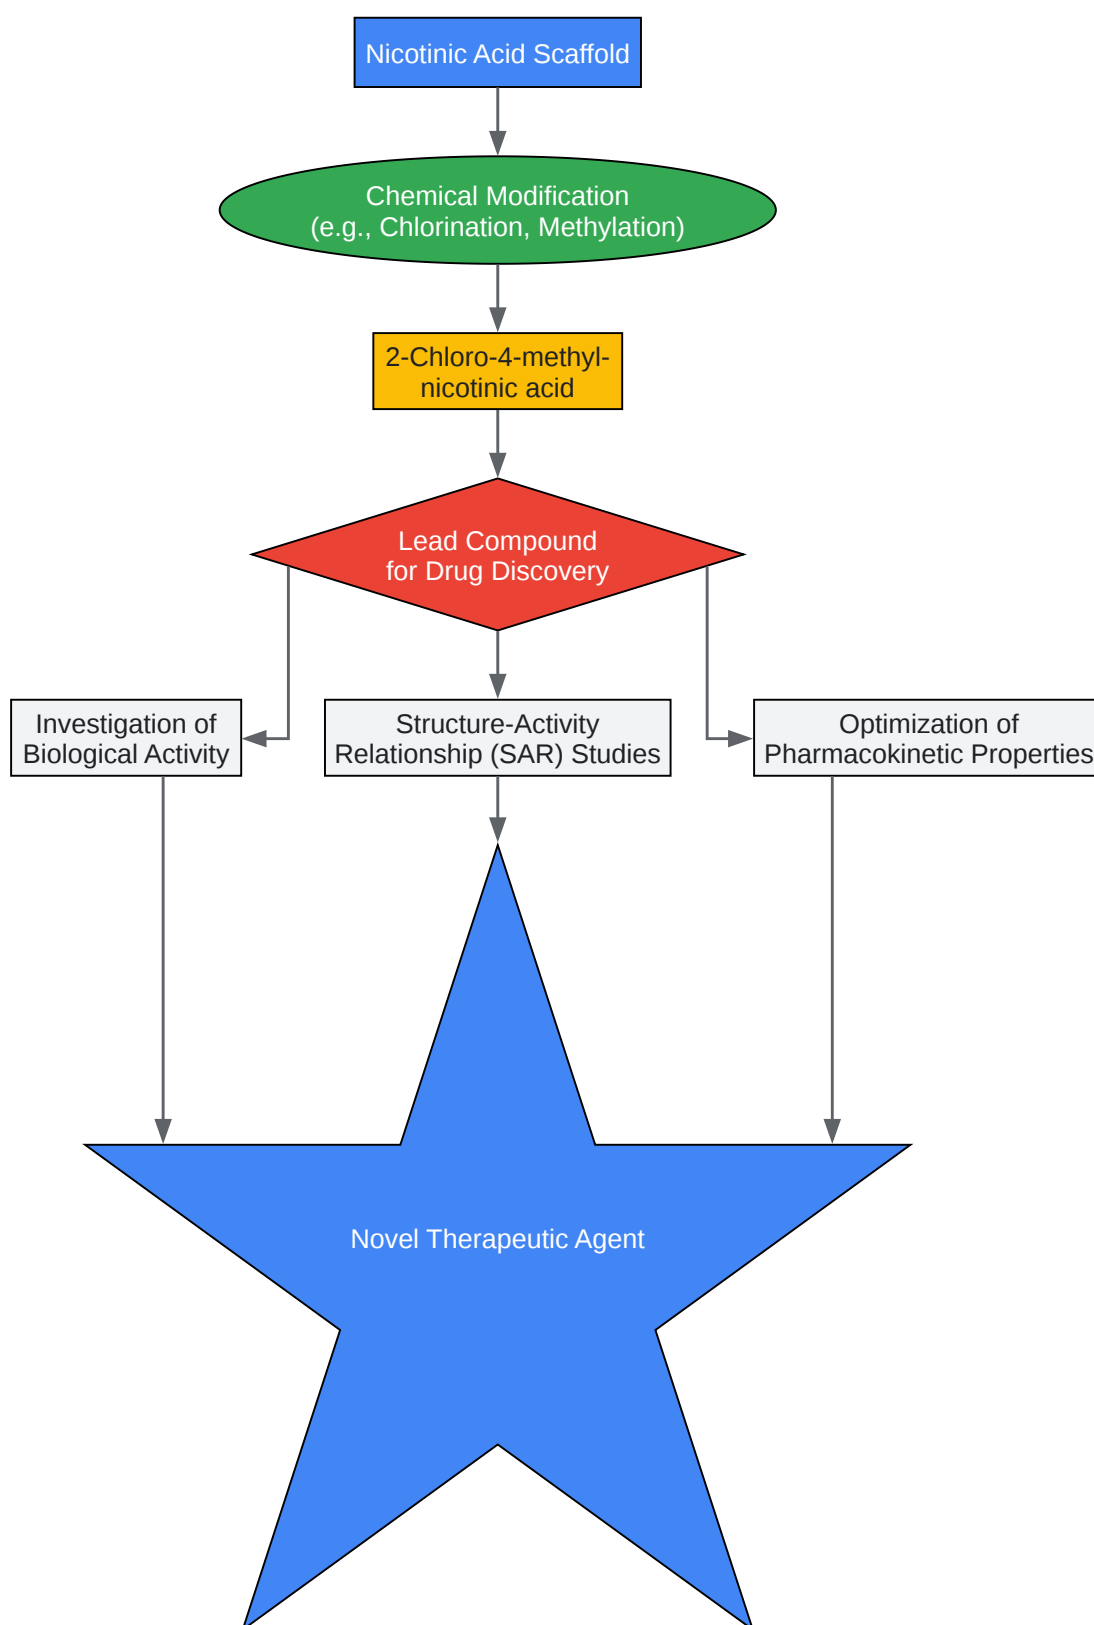 Nicotinic Acid Scaffold
Chemical Modification
(e.g., Chlorination, Methylation)
2-Chloro-4-methyl-
nicotinic acid
Lead Compound
for Drug Discovery
Investigation of
Biological Activity
Structure-Activity
Relationship (SAR) Studies
Optimization of
Pharmacokinetic Properties
Novel Therapeutic Agent